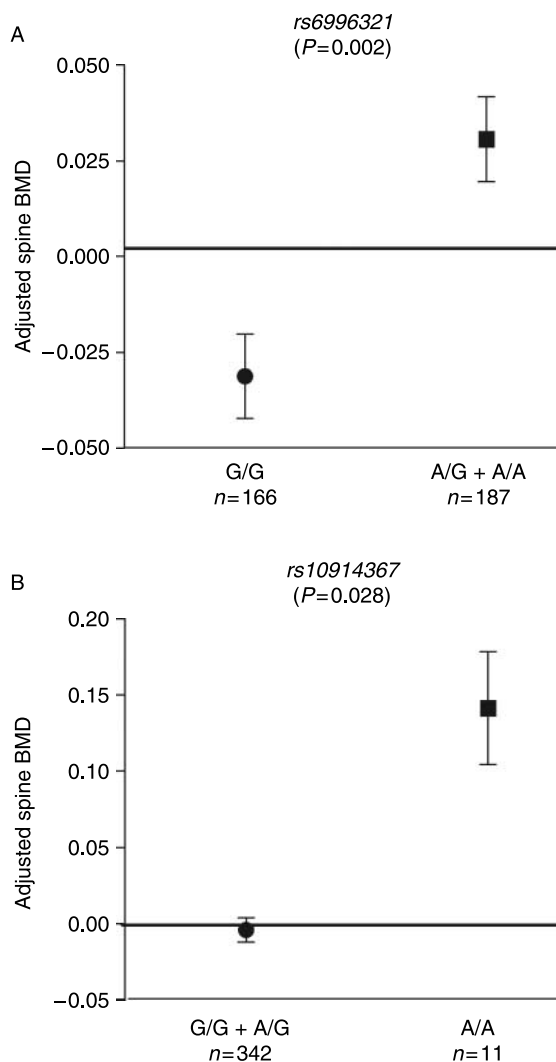 A
rs6996321
(P=0.002)
0.050
0.025
0.000
−0.025
−0.050
Adjusted spine BMD
G/G
n=166
A/G + A/A
n=187
B
rs10914367
(P=0.028)
0.20
0.15
0.10
0.05
0.00
−0.05
Adjusted spine BMD
G/G + A/G
n=342
A/A
n=11